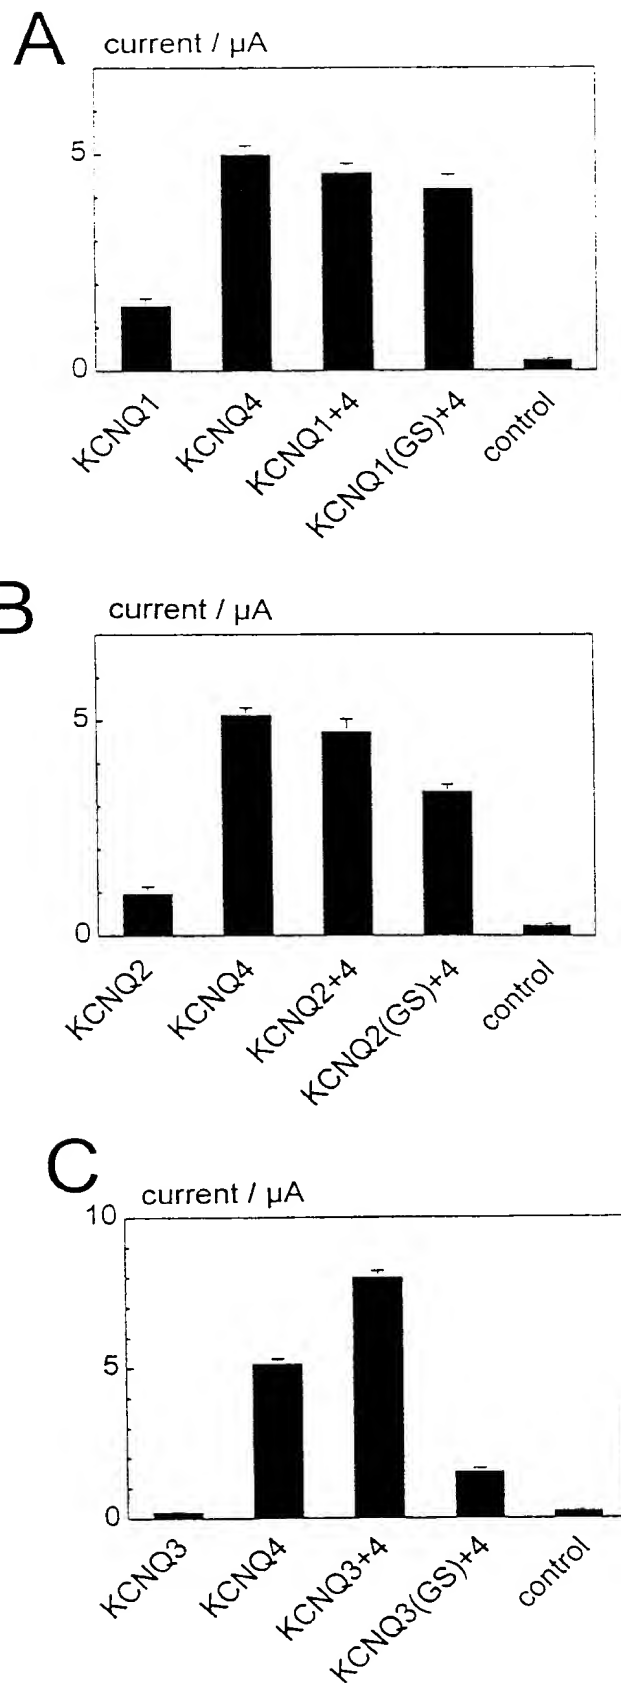 A
current / µA
5
0
KCNQ1
KCNQ4
KCNQ1+4
KCNQ1(GS)+4
control
B
current / µA
5
0
KCNQ2
KCNQ4
KCNQ2+4
KCNQ2(GS)+4
control
C
current / µA
10
5
0
KCNQ3
KCNQ4
KCNQ3+4
KCNQ3(GS)+4
control